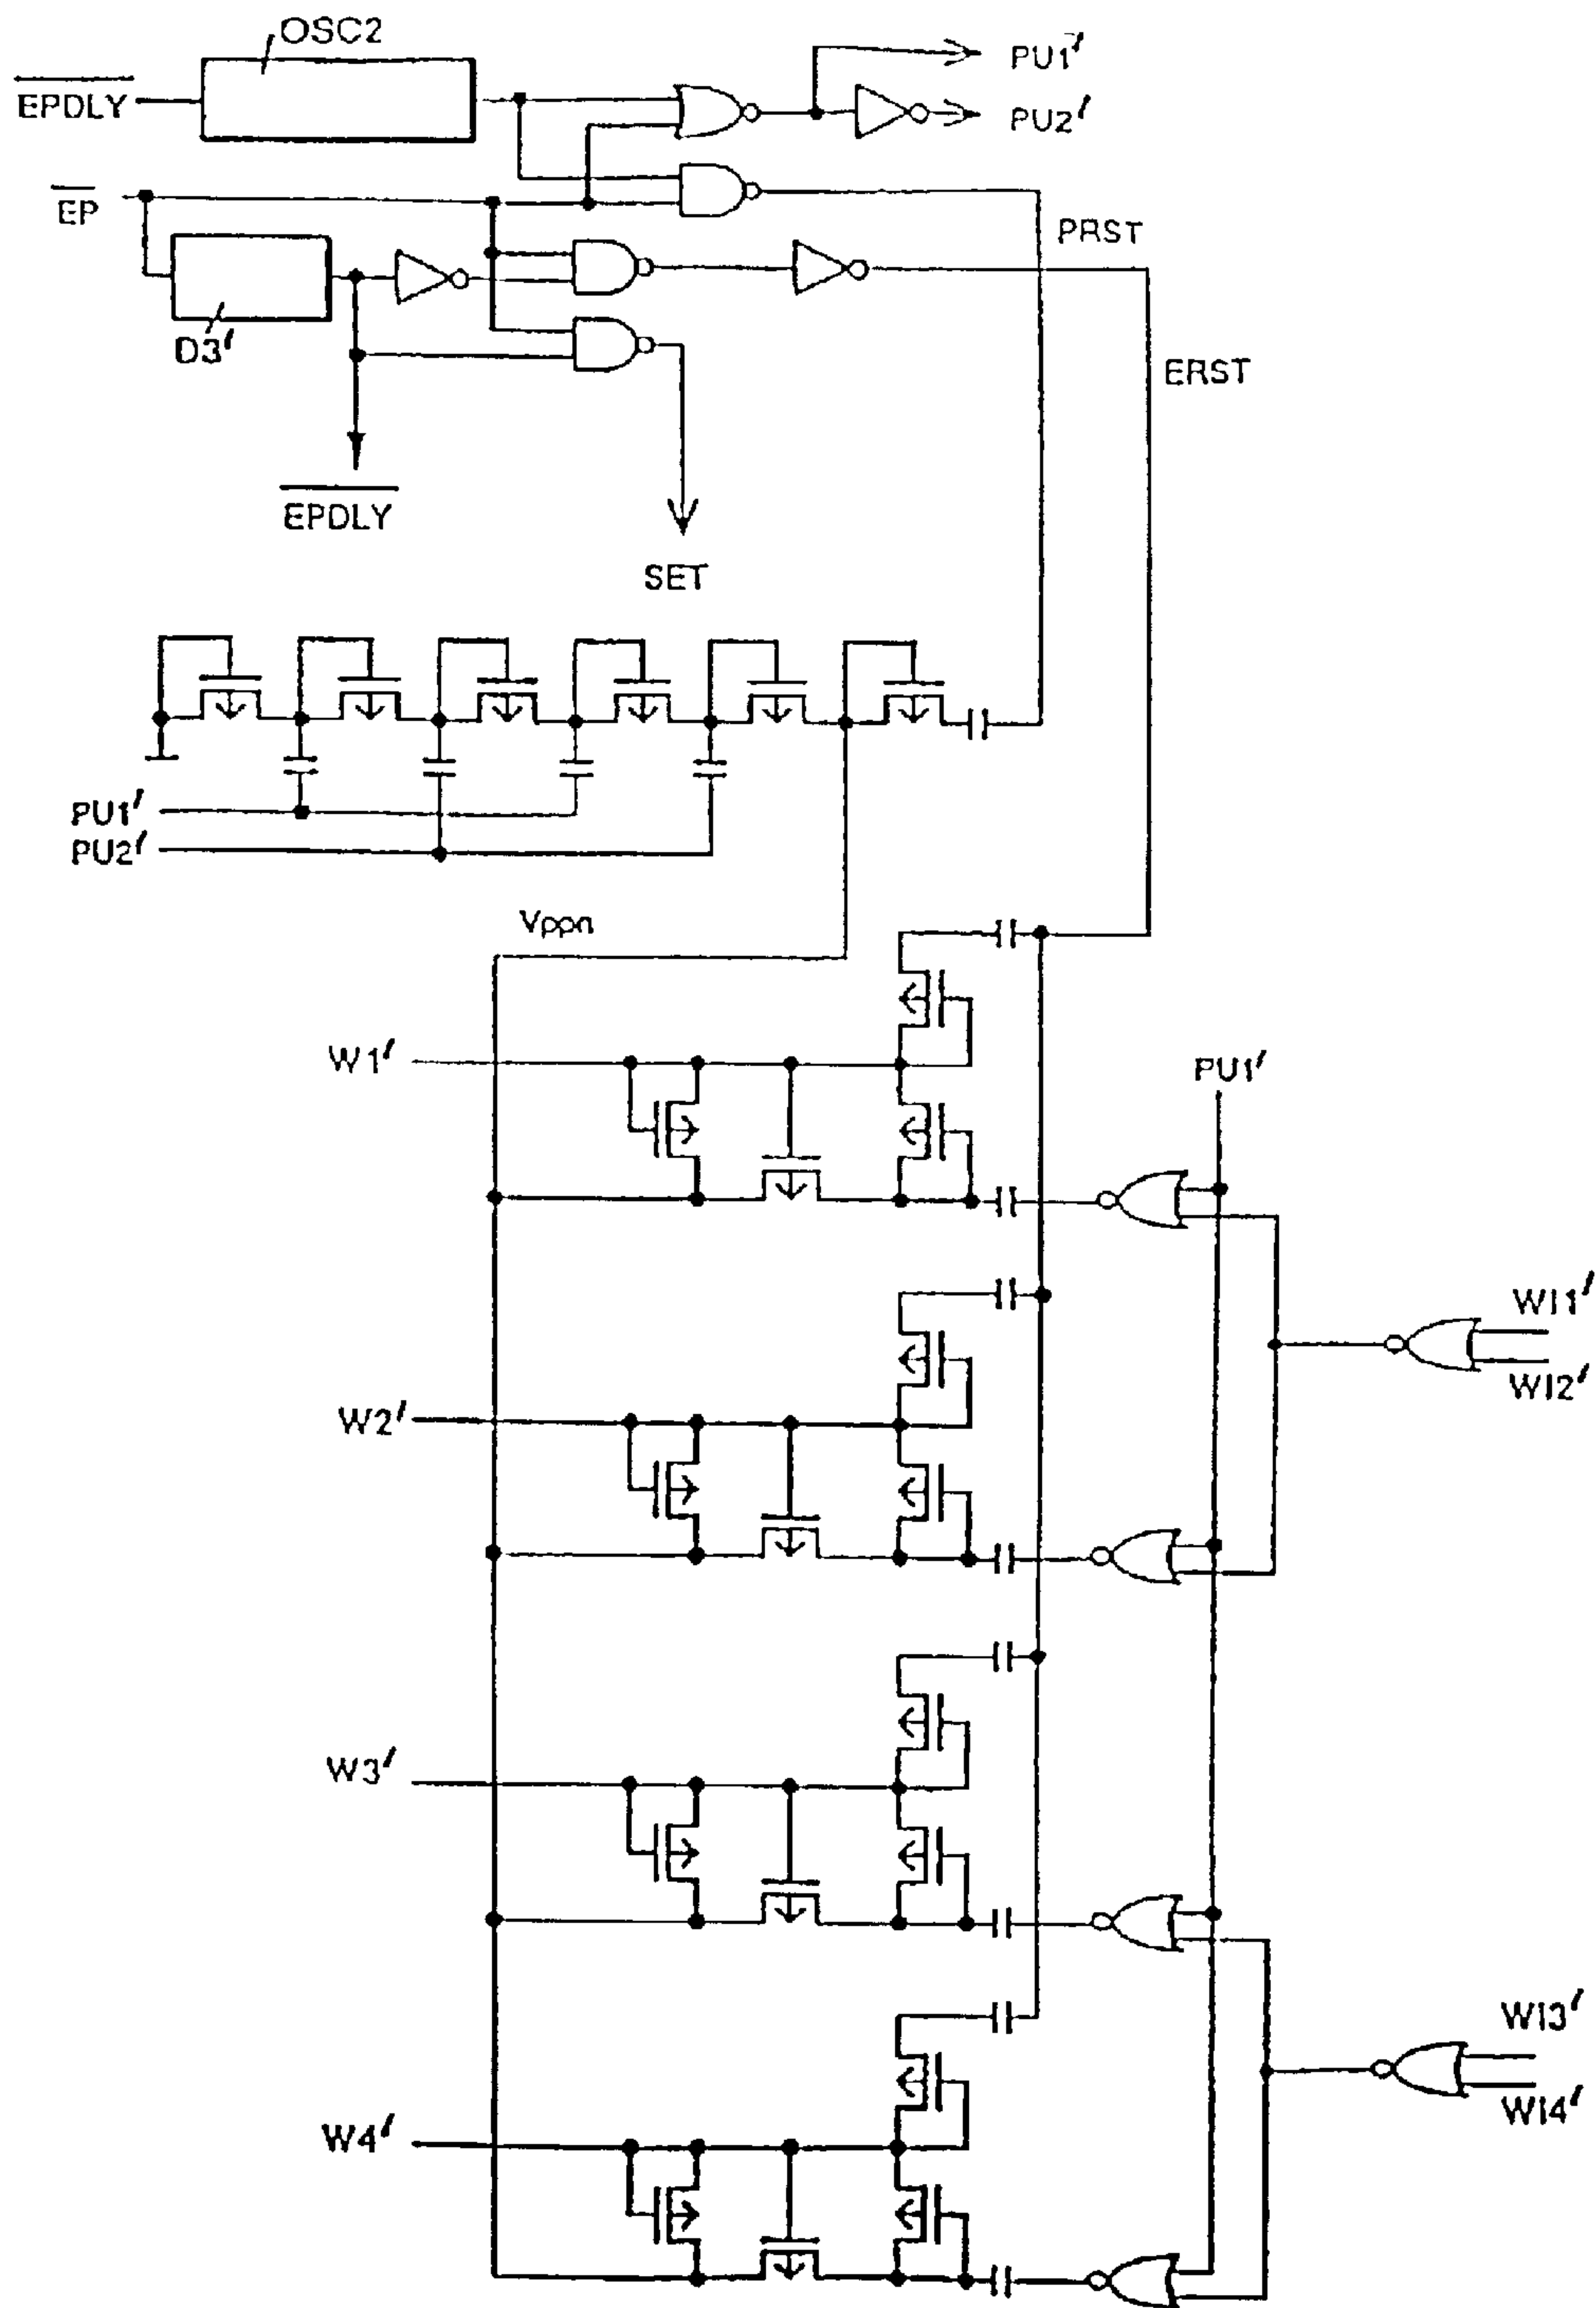 OSC2
PU1′
EPDLY
PU2′
EP
PRST
D3′
ERST
EPDLY
SET
PU1′
PU2′
Vppn
W1′
PU1′
WI1′
WI2′
W2′
W3′
WI3′
WI4′
W4′